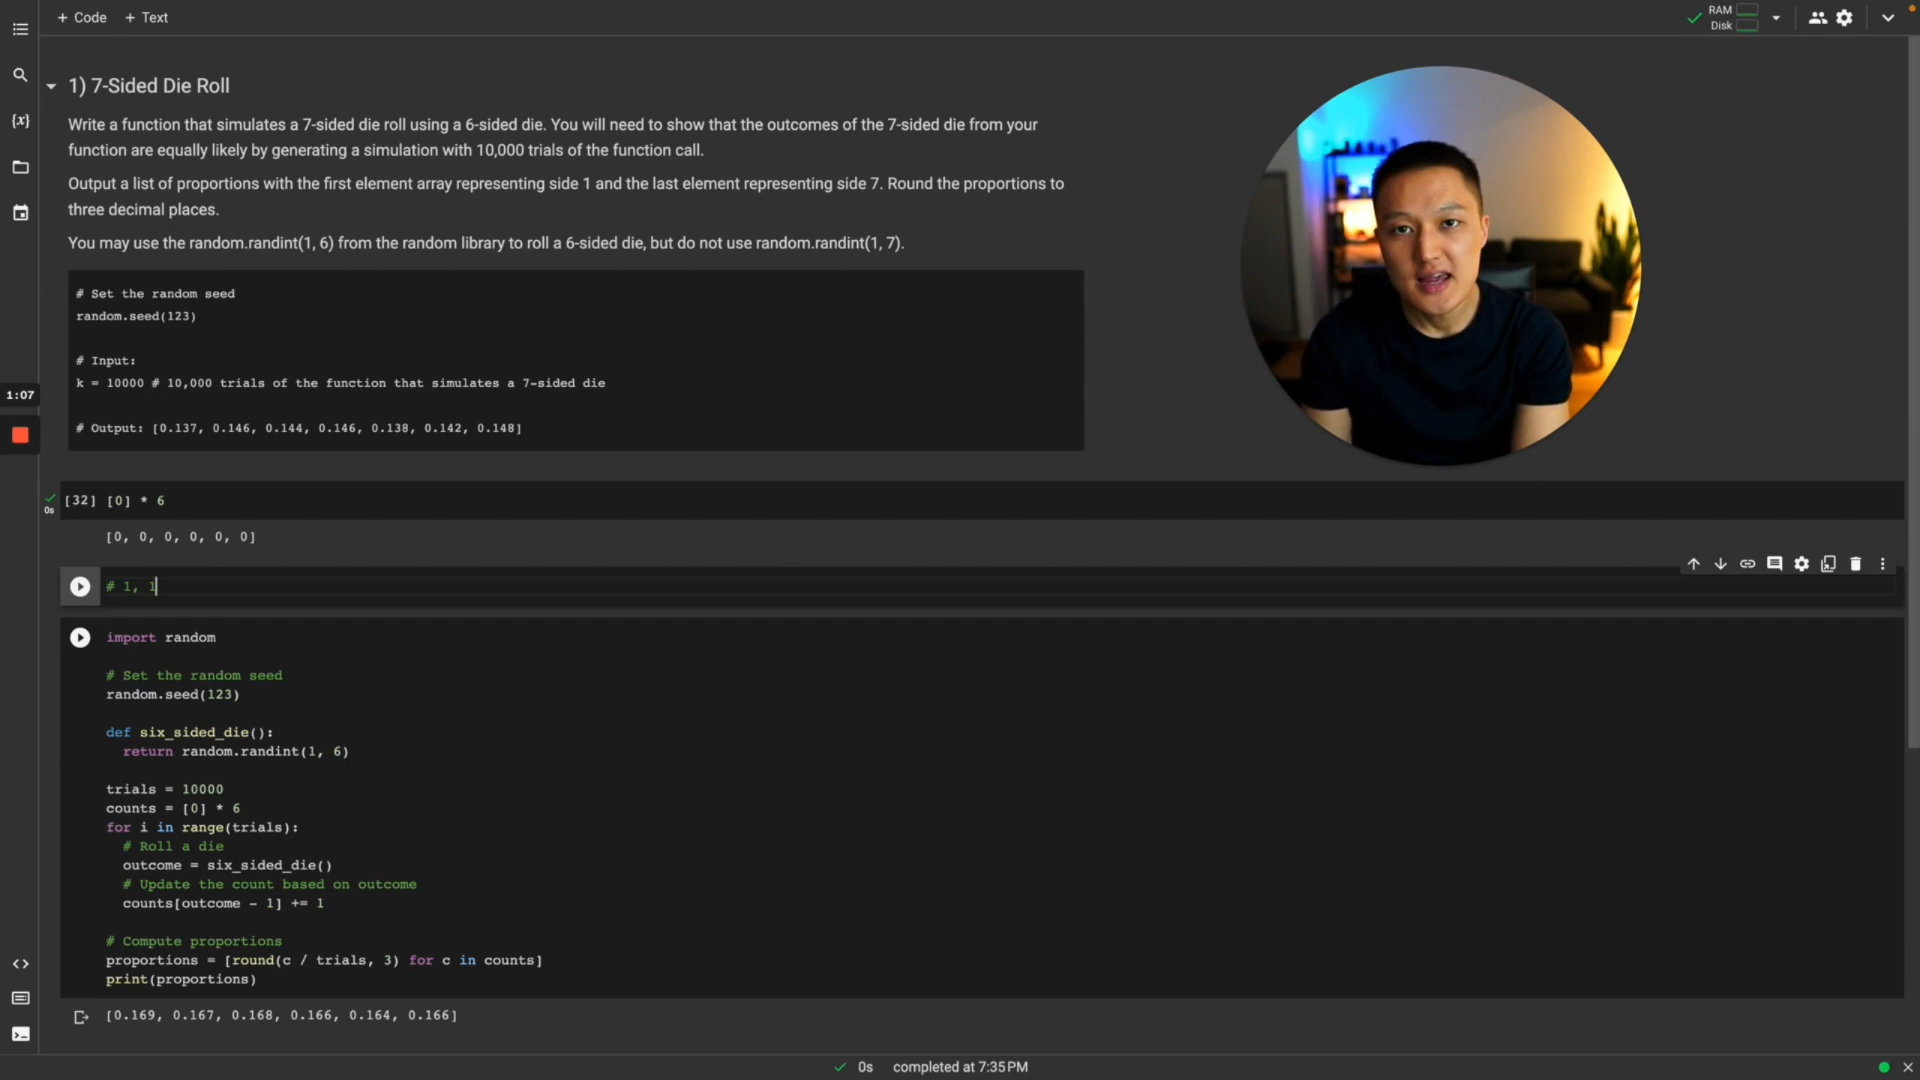 + Code + Text
RAM
Disk
1) 7-Sided Die Roll
Write a function that simulates a 7-sided die roll using a 6-sided die. You will need to show that the outcomes of the 7-sided die from your
function are equally likely by generating a simulation with 10,000 trials of the function call.
Output a list of proportions with the first element array representing side 1 and the last element representing side 7. Round the proportions to
three decimal places.
You may use the random.randint(1, 6) from the random library to roll a 6-sided die, but do not use random.randint(1, 7).
# Set the random seed
random.seed(123)
# Input:
k = 10000 # 10,000 trials of the function that simulates a 7-sided die
# Output: [0.137, 0.146, 0.144, 0.146, 0.138, 0.142, 0.148]
1:07
[32] [0] * 6
0s
[0, 0, 0, 0, 0, 0]
# 1, 1
import random
# Set the random seed
random.seed(123)
def six_sided_die():
return random.randint(1, 6)
trials = 10000
counts = [0] * 6
for i in range(trials):
# Roll a die
outcome = six_sided_die()
# Update the count based on outcome
counts[outcome - 1] += 1
# Compute proportions
proportions = [round(c / trials, 3) for c in counts]
print(proportions)
[0.169, 0.167, 0.168, 0.166, 0.164, 0.166]
0s completed at 7:35 PM